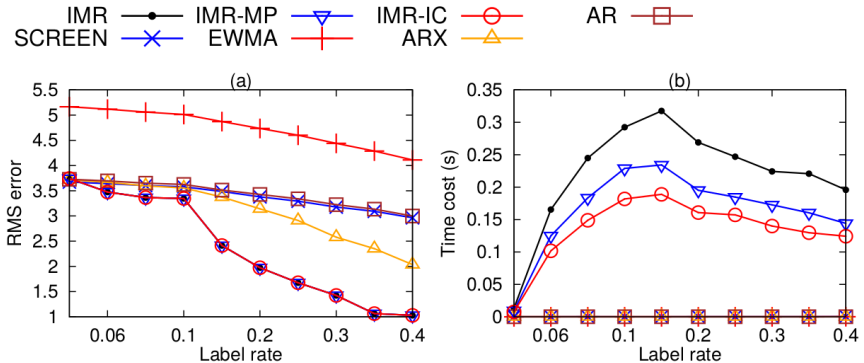 IMR IMR-MP IMR-IC AR
SCREEN EWMA ARX
(a)
RMS error
5.5
5
4.5
4
3.5
3
2.5
2
1.5
1
0.06 0.1 0.2 0.3 0.4
Label rate
(b)
Time cost (s)
0.35
0.3
0.25
0.2
0.15
0.1
0.05
0
0.06 0.1 0.2 0.3 0.4
Label rate